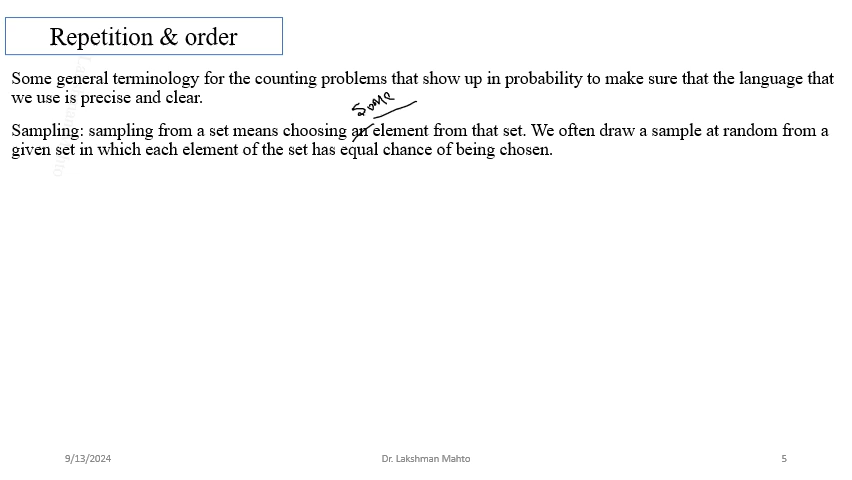 Repetition & order
Some general terminology for the counting problems that show up in probability to make sure that the language that
we use is precise and clear.
some
Sampling: sampling from a set means choosing an element from that set. We often draw a sample at random from a
given set in which each element of the set has equal chance of being chosen.
9/13/2024 Dr. Lakshman Mahto 5